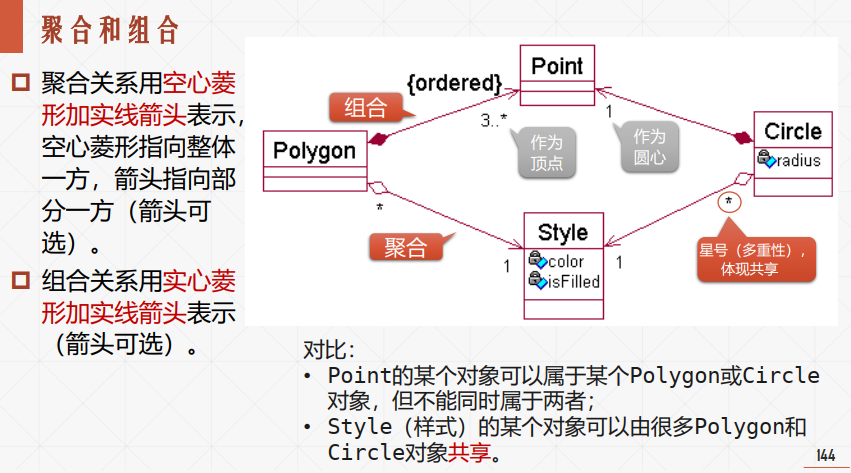 聚合和组合
聚合关系用空心菱
形加实线箭头表示，
空心菱形指向整体
一方，箭头指向部
分一方（箭头可
选）。
组合关系用实心菱
形加实线箭头表示
（箭头可选）。
Point
{ordered}
组合
3..*
1
作为
顶点
作为
圆心
Polygon
Circle
radius
*
*
聚合
Style
color
isFilled
1
1
星号（多重性），
体现共享
对比：
• Point的某个对象可以属于某个Polygon或Circle
对象，但不能同时属于两者；
• Style（样式）的某个对象可以由很多Polygon和
Circle对象共享。
144